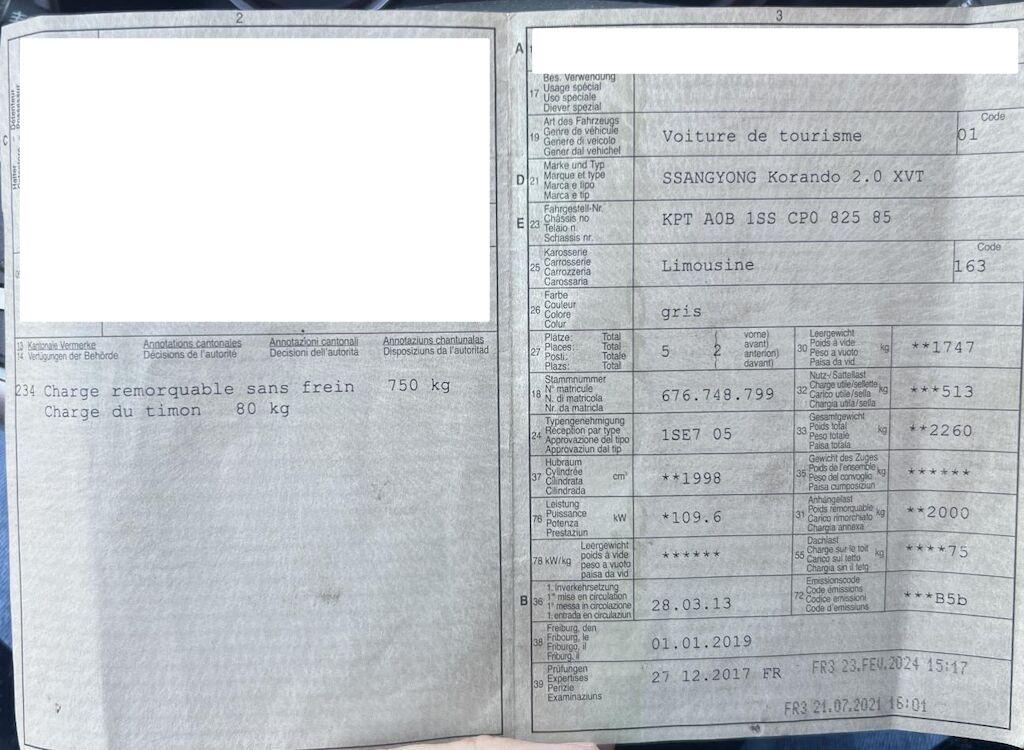 2
Détenteur
C
13 Kantonale Vermerke
14 Verfügungen der Behörde
Annotations cantonales
Décisions de l'autorité
Annotazioni cantonali
Decisioni dell'autorità
Annotaziuns chantunalas
Disposiziuns da l'autoritad
234 Charge remorquable sans frein 750 kg
Charge du timon 80 kg
3
A
17
Bes. Verwendung
Usage spécial
Uso speciale
Diever spezial
19
Art des Fahrzeugs
Genre de véhicule
Genere di veicolo
Gener dal vehichel
Voiture de tourisme
Code
01
D 21
Marke und Typ
Marque et type
Marca e tipo
Marca e tip
SSANGYONG Korando 2.0 XVT
E 23
Fahrgestell-Nr.
Châssis no
Telaio n.
Schassis nr.
KPT A0B 1SS CP0 825 85
25
Karosserie
Carrosserie
Carrozzeria
Carossaria
Limousine
Code
163
26
Farbe
Couleur
Colore
Colur
gris
27
Plätze: Total
Places: Total
Posti: Totale
Plazs: Total
5 ( 2
vorne)
avant)
anteriori)
davant)
30
Leergewicht
Poids à vide
Peso a vuoto
Paisa da vid
kg
**1747
18
Stammnummer
N° matricule
N. di matricola
Nr. da matricla
676.748.799
32
Nutz-/Sattellast
Charge utile/sellette
Carico utile/sella
Chargia utila/sella
kg
***513
24
Typengenehmigung
Réception par type
Approvazione del tipo
Approvaziun dal tip
1SE7 05
33
Gesamtgewicht
Poids total
Peso totale
Paisa totala
kg
**2260
37
Hubraum
Cylindrée
Cilindrata
Cilindrada
cm³
**1998
35
Gewicht des Zuges
Poids de l'ensemble
Peso del convoglio
Paisa cumposiziun
kg
******
76
Leistung
Puissance
Potenza
Prestaziun
kW
*109.6
31
Anhängelast
Poids remorquable
Carico rimorchiato
Chargia annexa
kg
**2000
78 kW/kg
Leergewicht
poids à vide
peso a vuoto
paisa da vid
******
55
Dachlast
Charge sur le toit
Carico sul tetto
Chargia sin il tetg
kg
****75
B 36
1. Inverkehrsetzung
1re mise en circulation
1a messa in circolazione
1. entrada en circulaziun
28.03.13
72
Emissionscode
Code émissions
Codice emissioni
Code d'emissiuns
***B5b
38
Freiburg, den
Fribourg, le
Friburgo, il
Friburg, il
01.01.2019
39
Prüfungen
Expertises
Perizie
Examinaziuns
27 12.2017 FR
FR3 23.FEV.2024 15:17
FR3 21.07.2021 16:01